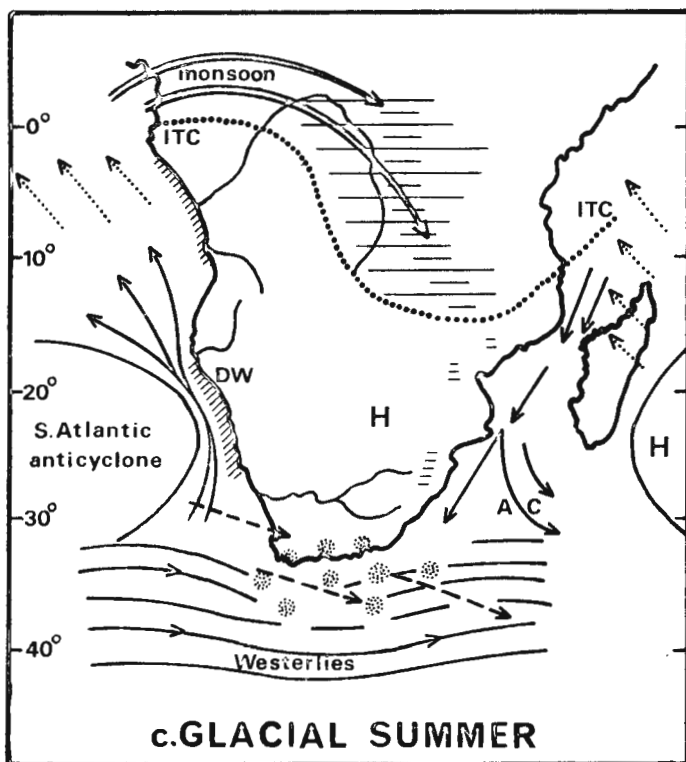 monsoon
0°
ITC
ITC
10°
20°
DW
S.Atlantic
anticyclone
H
H
30°
A C
40°
Westerlies
c.GLACIAL SUMMER